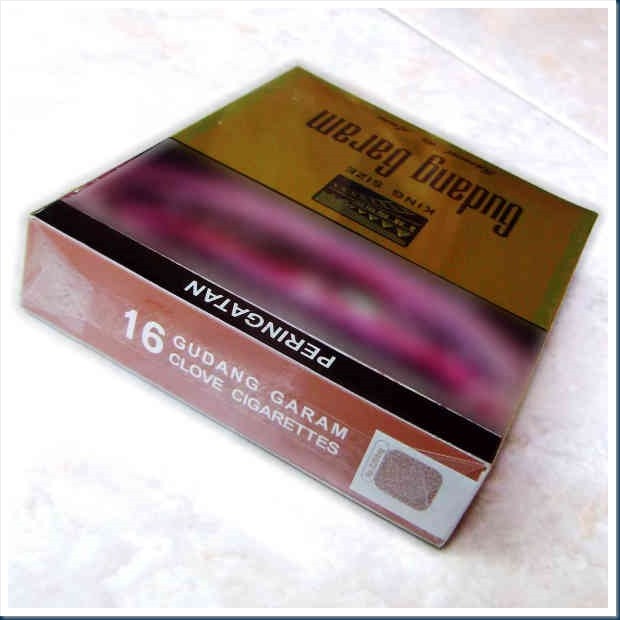 Gudang Garam
KING SIZE
PERINGATAN
16
GUDANG GARAM
CLOVE CIGARETTES